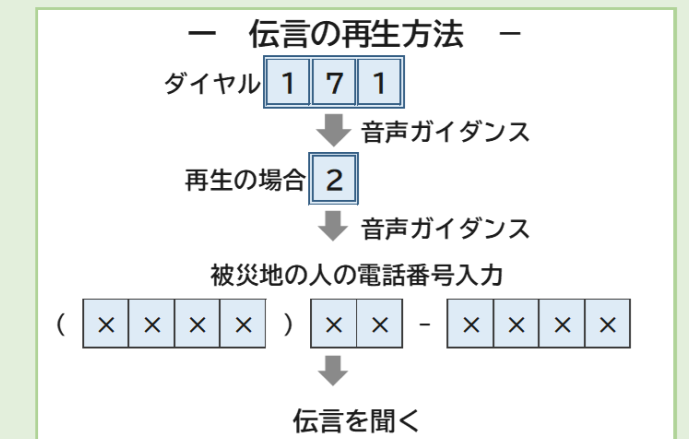 ー 伝言の再生方法 －
ダイヤル 1 7 1
音声ガイダンス
再生の場合 2
音声ガイダンス
被災地の人の電話番号入力
( × × × × ) × × - × × × ×
伝言を聞く